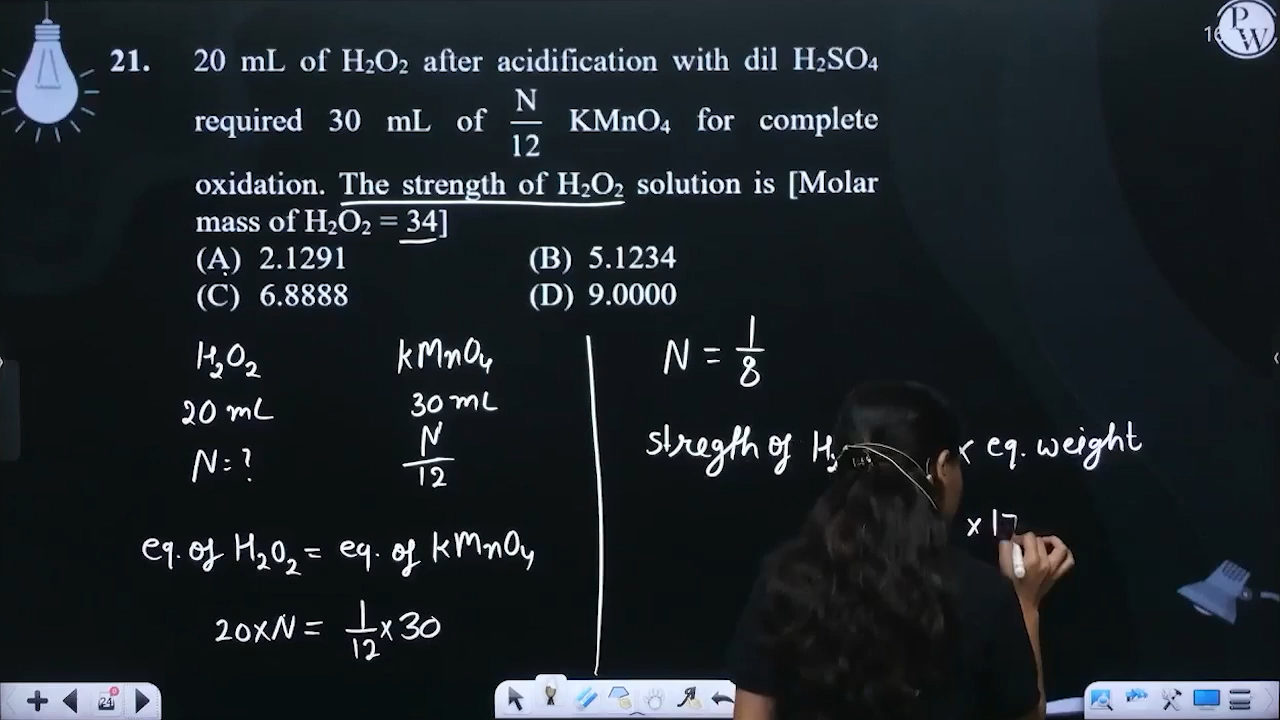 21. 20 mL of H₂O₂ after acidification with dil H₂SO₄
required 30 mL of N/12 KMnO₄ for complete
oxidation. The strength of H₂O₂ solution is [Molar
mass of H₂O₂ = 34]
(A) 2.1291 (B) 5.1234
(C) 6.8888 (D) 9.0000
H₂O₂ kMnO₄
20 mL 30 mL
N = ? N/12
eq. of H₂O₂ = eq. of kMnO₄
20 x N = 1/12 x 30
N = 1/8
stregth of H x eq. weight
x 17
PW
24